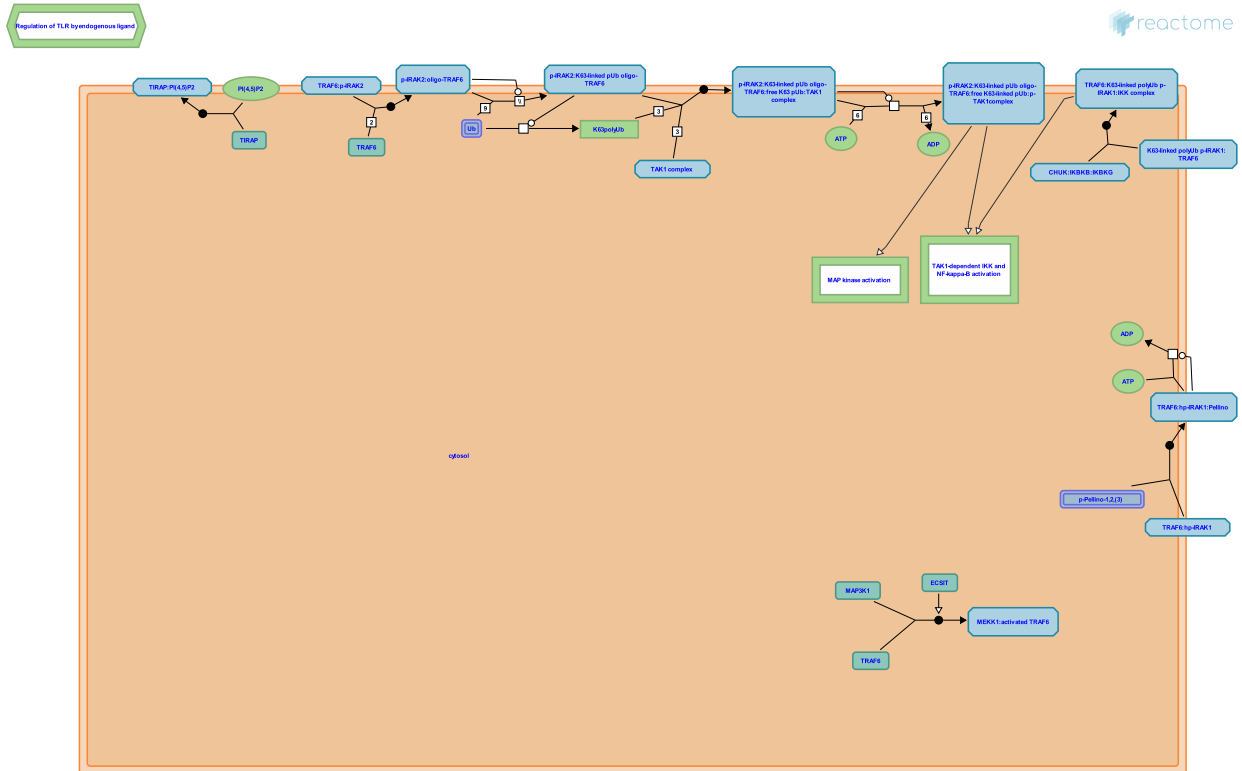 Regulation of TLR byendogenous ligand
reactome
TIRAP:PI(4,5)P2
PI(4,5)P2
TIRAP
TRAF6:p-IRAK2
2
TRAF6
p-IRAK2:oligo-TRAF6
9
9
Ub
p-IRAK2:K63-linked pUb oligo-
TRAF6
K63polyUb
3
3
TAK1 complex
p-IRAK2:K63-linked pUb oligo-
TRAF6:free K63 pUb:TAK1
complex
6
ATP
6
ADP
p-IRAK2:K63-linked pUb oligo-
TRAF6:free K63-linked pUb:p-
TAK1complex
TRAF6:K63-linked polyUb p-
IRAK1:IKK complex
K63-linked polyUb p-IRAK1:
TRAF6
CHUK:IKBKB:IKBKG
MAP kinase activation
TAK1-dependent IKK and
NF-kappa-B activation
ADP
ATP
TRAF6:hp-IRAK1:Pellino
cytosol
p-Pellino-1,2,(3)
TRAF6:hp-IRAK1
MAP3K1
ECSIT
MEKK1:activated TRAF6
TRAF6